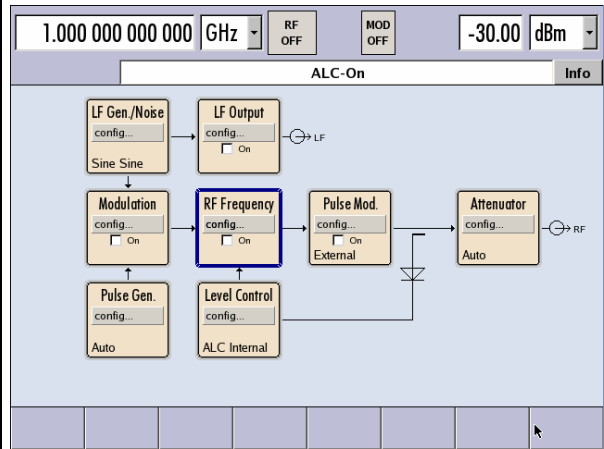 1.000 000 000 000 GHz RF OFF MOD OFF -30.00 dBm
ALC-On Info
LF Gen./Noise
config...
Sine Sine
LF Output
config...
On
LF
Modulation
config...
On
RF Frequency
config...
On
Pulse Mod.
config...
On
External
Attenuator
config...
Auto
RF
Pulse Gen.
config...
Auto
Level Control
config...
ALC Internal